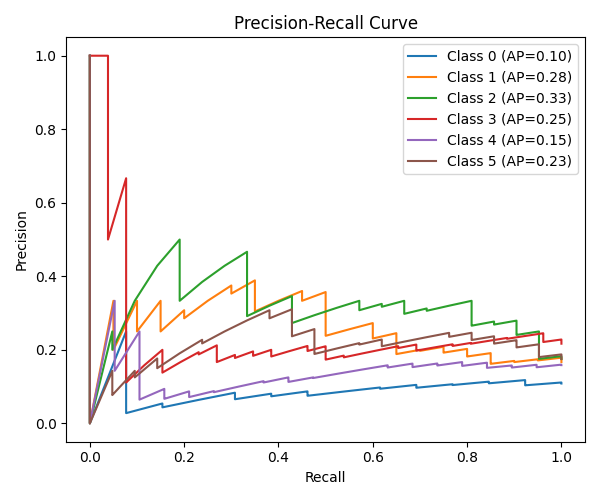 Precision-Recall Curve
1.0
0.8
0.6
0.4
0.2
0.0
Precision
Class 0 (AP=0.10)
Class 1 (AP=0.28)
Class 2 (AP=0.33)
Class 3 (AP=0.25)
Class 4 (AP=0.15)
Class 5 (AP=0.23)
0.0 0.2 0.4 0.6 0.8 1.0
Recall